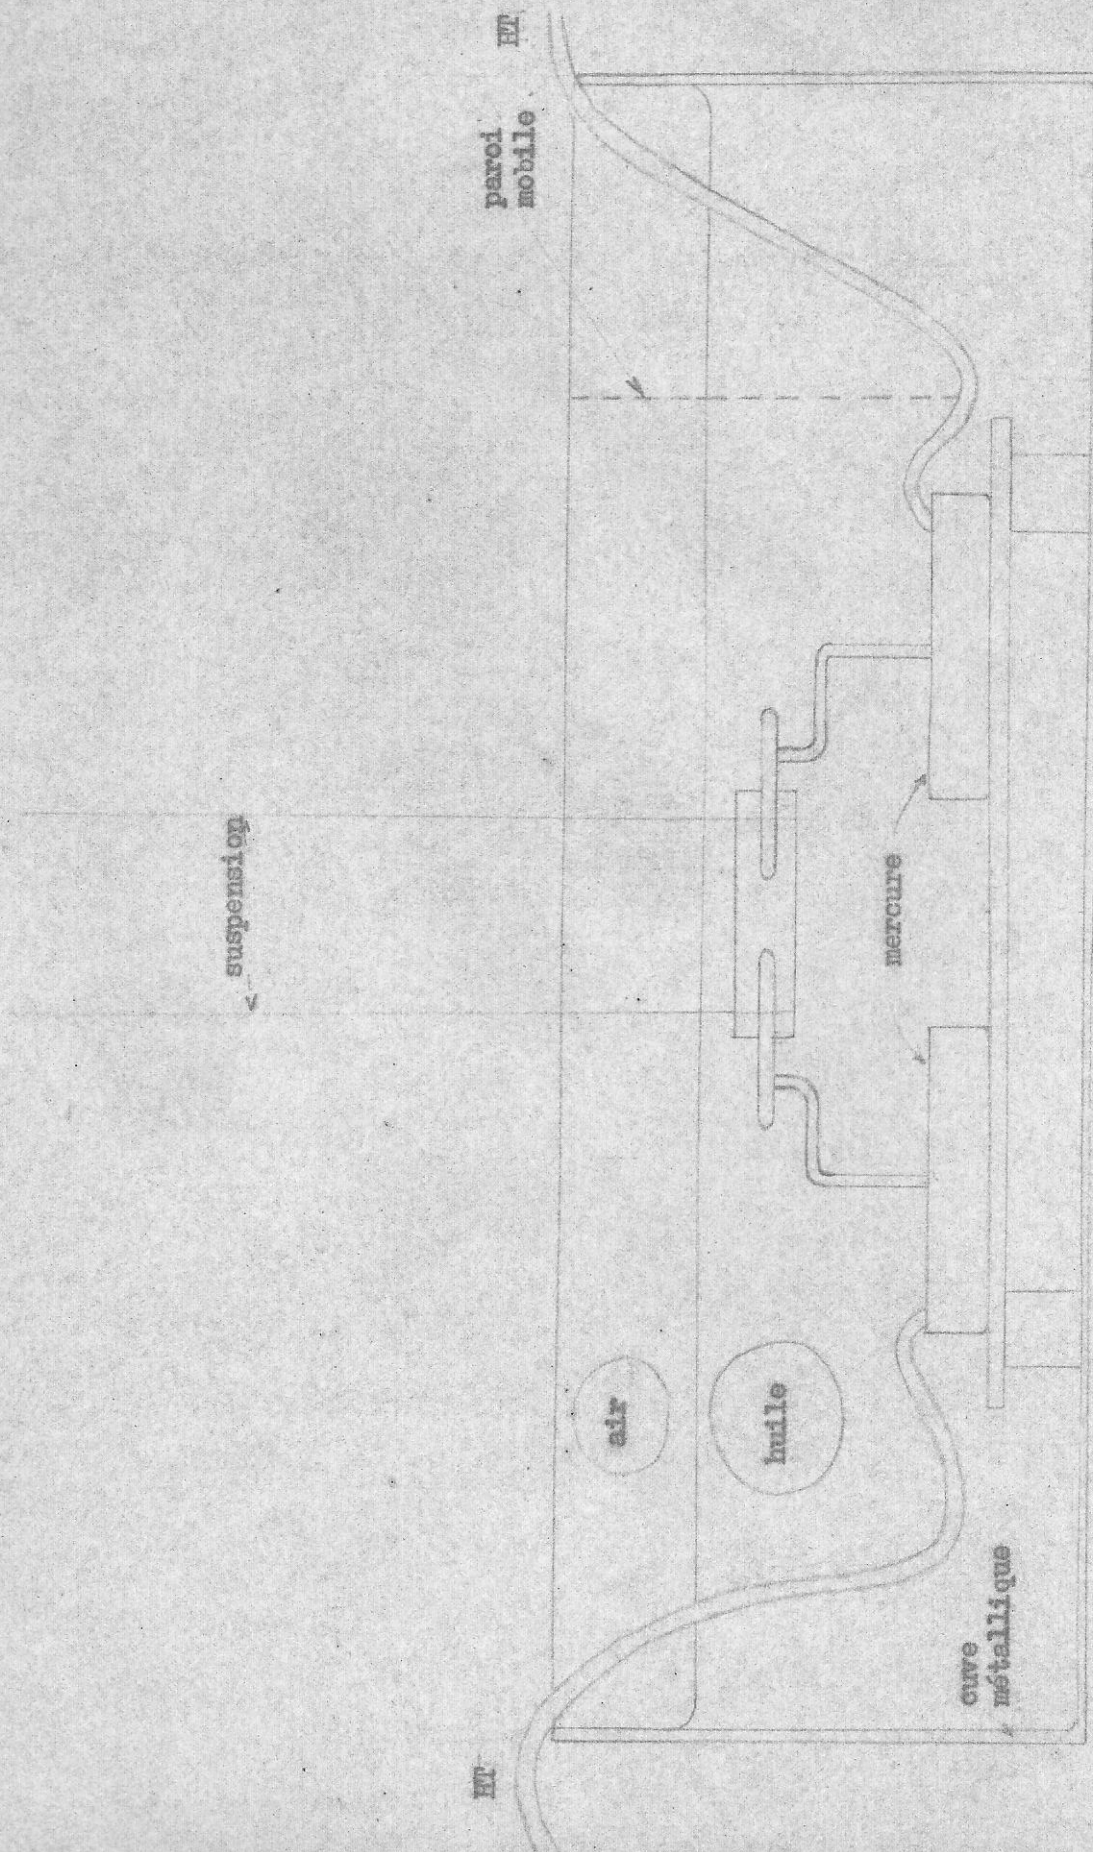 < suspension
HT
paroi
mobile
air
huile
mercure
HT
cuve
métallique